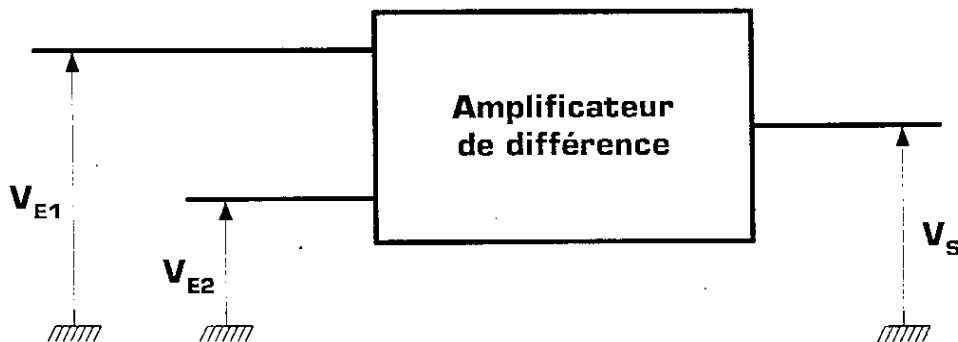 Amplificateur
de différence
V_E1
V_E2
V_S